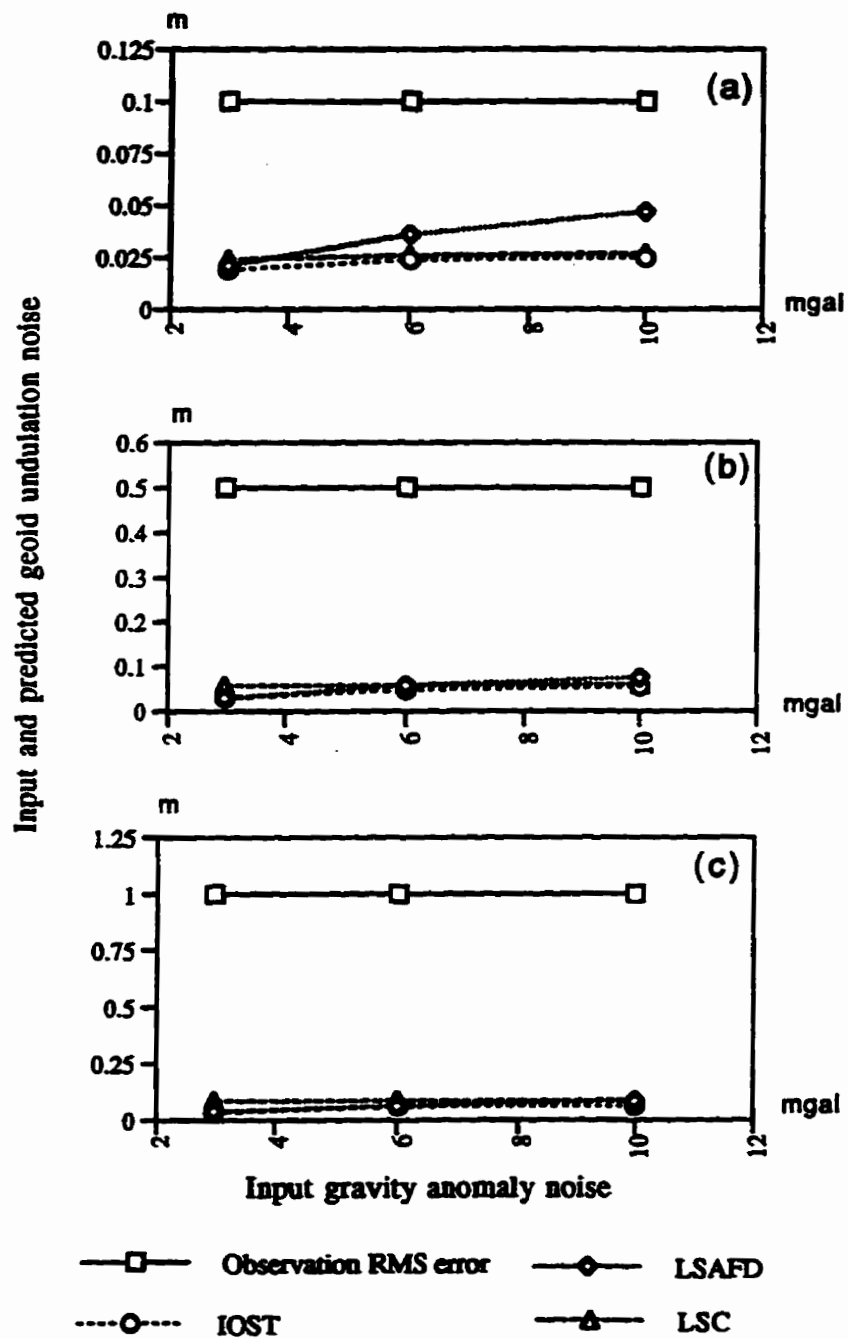 m
0.125
(a)
0.1
0.075
0.05
0.025
0
2 4 6 8 10 12
mgal
Input and predicted geoid undulation noise
m
0.6
(b)
0.5
0.4
0.3
0.2
0.1
0
2 4 6 8 10 12
mgal
m
1.25
(c)
1
0.75
0.5
0.25
0
2 4 6 8 10 12
mgal
Input gravity anomaly noise
Observation RMS error
LSAFD
IOST
LSC